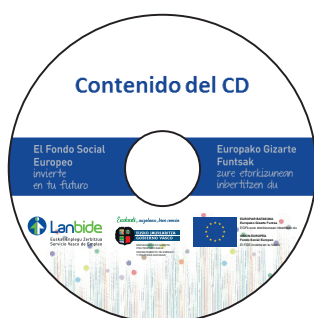 Contenido del CD
El Fondo Social
Europeo
invierte
en tu futuro
Europako Gizarte
Funtsak
zure etorkizunean
inbertitzen du
Lanbide
Euskal Enplegu Zerbitzua
Servicio Vasco de Empleo
Euskadi, auzolana, bien común
EUSKO JAURLARITZA
GOBIERNO VASCO
EUROPAR BATASUNA
Europako Gizarte Funtsa
UNIÓN EUROPEA
Fondo Social Europeo